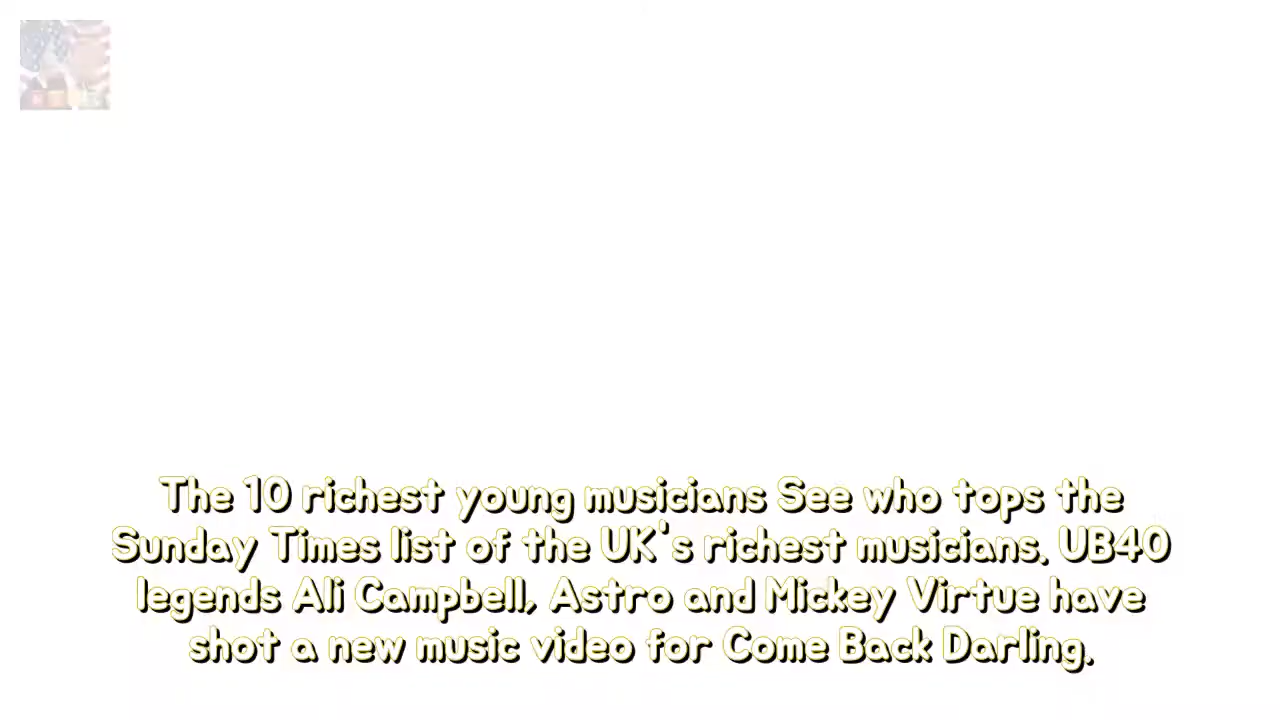 The 10 richest young musicians See who tops the
Sunday Times list of the UK's richest musicians. UB40
legends Ali Campbell, Astro and Mickey Virtue have
shot a new music video for Come Back Darling.